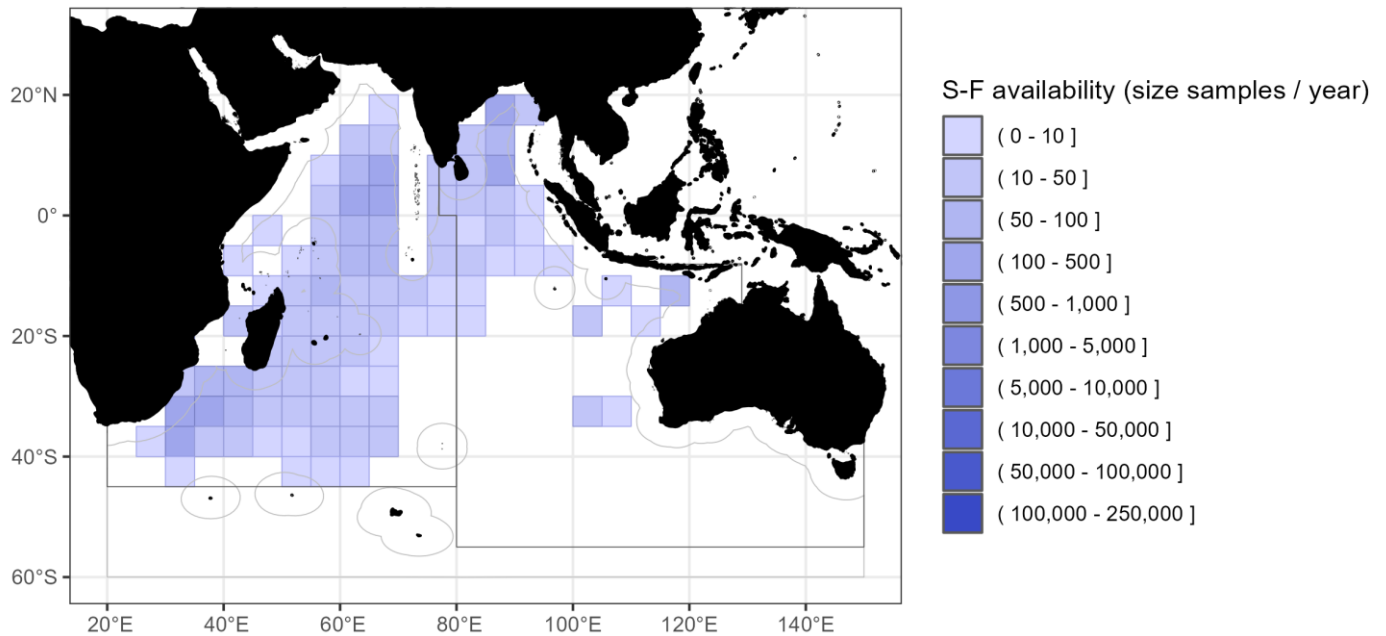 20°N
0°
20°S
40°S
60°S
20°E
40°E
60°E
80°E
100°E
120°E
140°E
S-F availability (size samples / year)
( 0 - 10 ]
( 10 - 50 ]
( 50 - 100 ]
( 100 - 500 ]
( 500 - 1,000 ]
( 1,000 - 5,000 ]
( 5,000 - 10,000 ]
( 10,000 - 50,000 ]
( 50,000 - 100,000 ]
( 100,000 - 250,000 ]